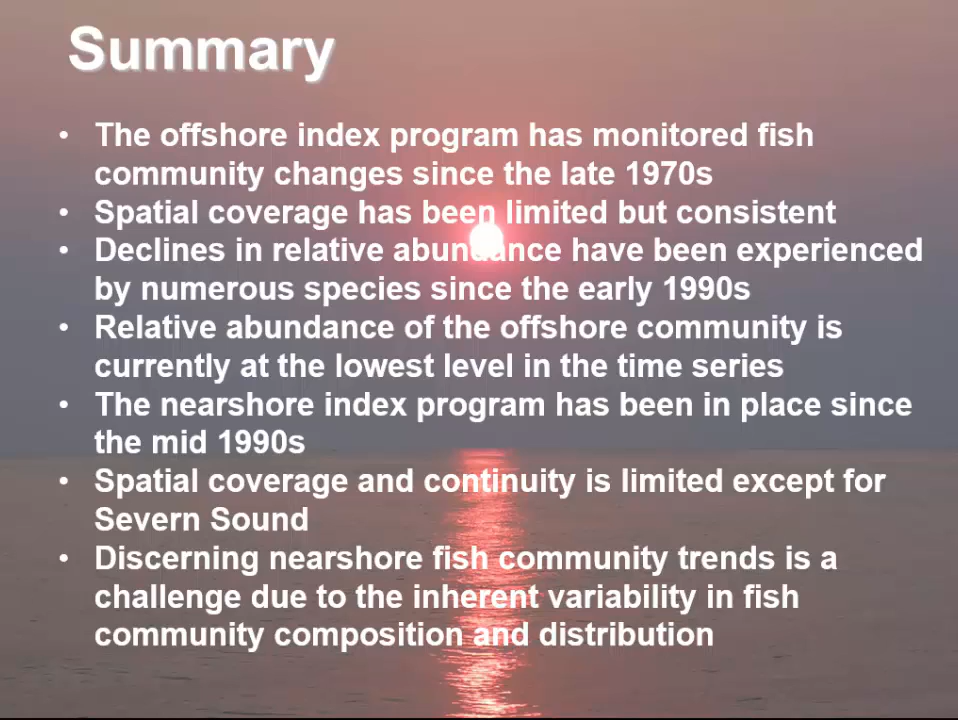 Summary
• The offshore index program has monitored fish
community changes since the late 1970s
• Spatial coverage has been limited but consistent
• Declines in relative abundance have been experienced
by numerous species since the early 1990s
• Relative abundance of the offshore community is
currently at the lowest level in the time series
• The nearshore index program has been in place since
the mid 1990s
• Spatial coverage and continuity is limited except for
Severn Sound
• Discerning nearshore fish community trends is a
challenge due to the inherent variability in fish
community composition and distribution